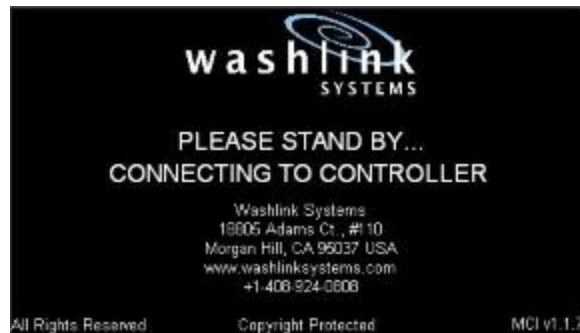 washlink
SYSTEMS
PLEASE STAND BY...
CONNECTING TO CONTROLLER
Washlink Systems
18805 Adams Ct., #110
Morgan Hill, CA 95037 USA
www.washlinksystems.com
+1-408-924-0808
All Rights Reserved Copyright Protected MCI